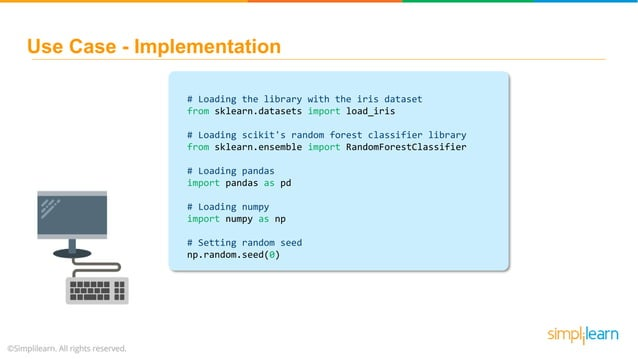 Use Case - Implementation
# Loading the library with the iris dataset
from sklearn.datasets import load_iris
# Loading scikit's random forest classifier library
from sklearn.ensemble import RandomForestClassifier
# Loading pandas
import pandas as pd
# Loading numpy
import numpy as np
# Setting random seed
np.random.seed(0)
simplilearn
©Simplilearn. All rights reserved.